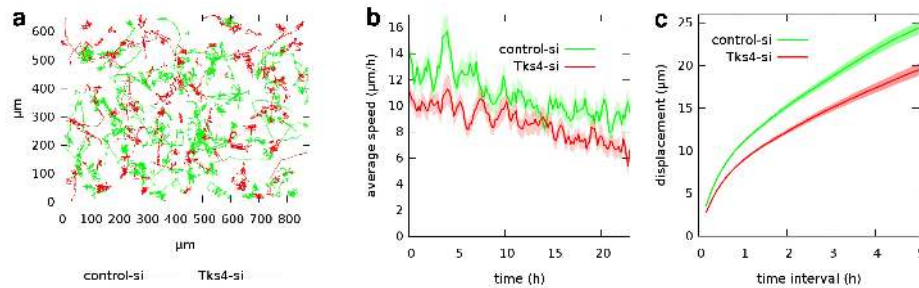 a
µm
600
500
400
300
200
100
0
0 100 200 300 400 500 600 700 800
µm
control-si Tks4-si
b
average speed (µm/h)
16
14
12
10
8
6
4
2
0
control-si
Tks4-si
0 5 10 15 20
time (h)
c
displacement (µm)
25
20
15
10
5
0
control-si
Tks4-si
0 1 2 3 4 5
time interval (h)